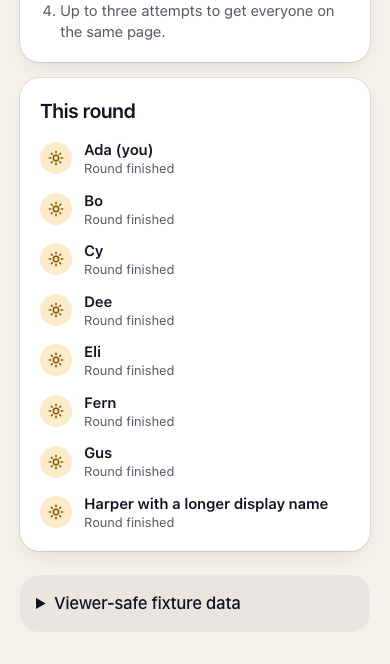 4. Up to three attempts to get everyone on
the same page.
This round
Ada (you)
Round finished
Bo
Round finished
Cy
Round finished
Dee
Round finished
Eli
Round finished
Fern
Round finished
Gus
Round finished
Harper with a longer display name
Round finished
Viewer-safe fixture data